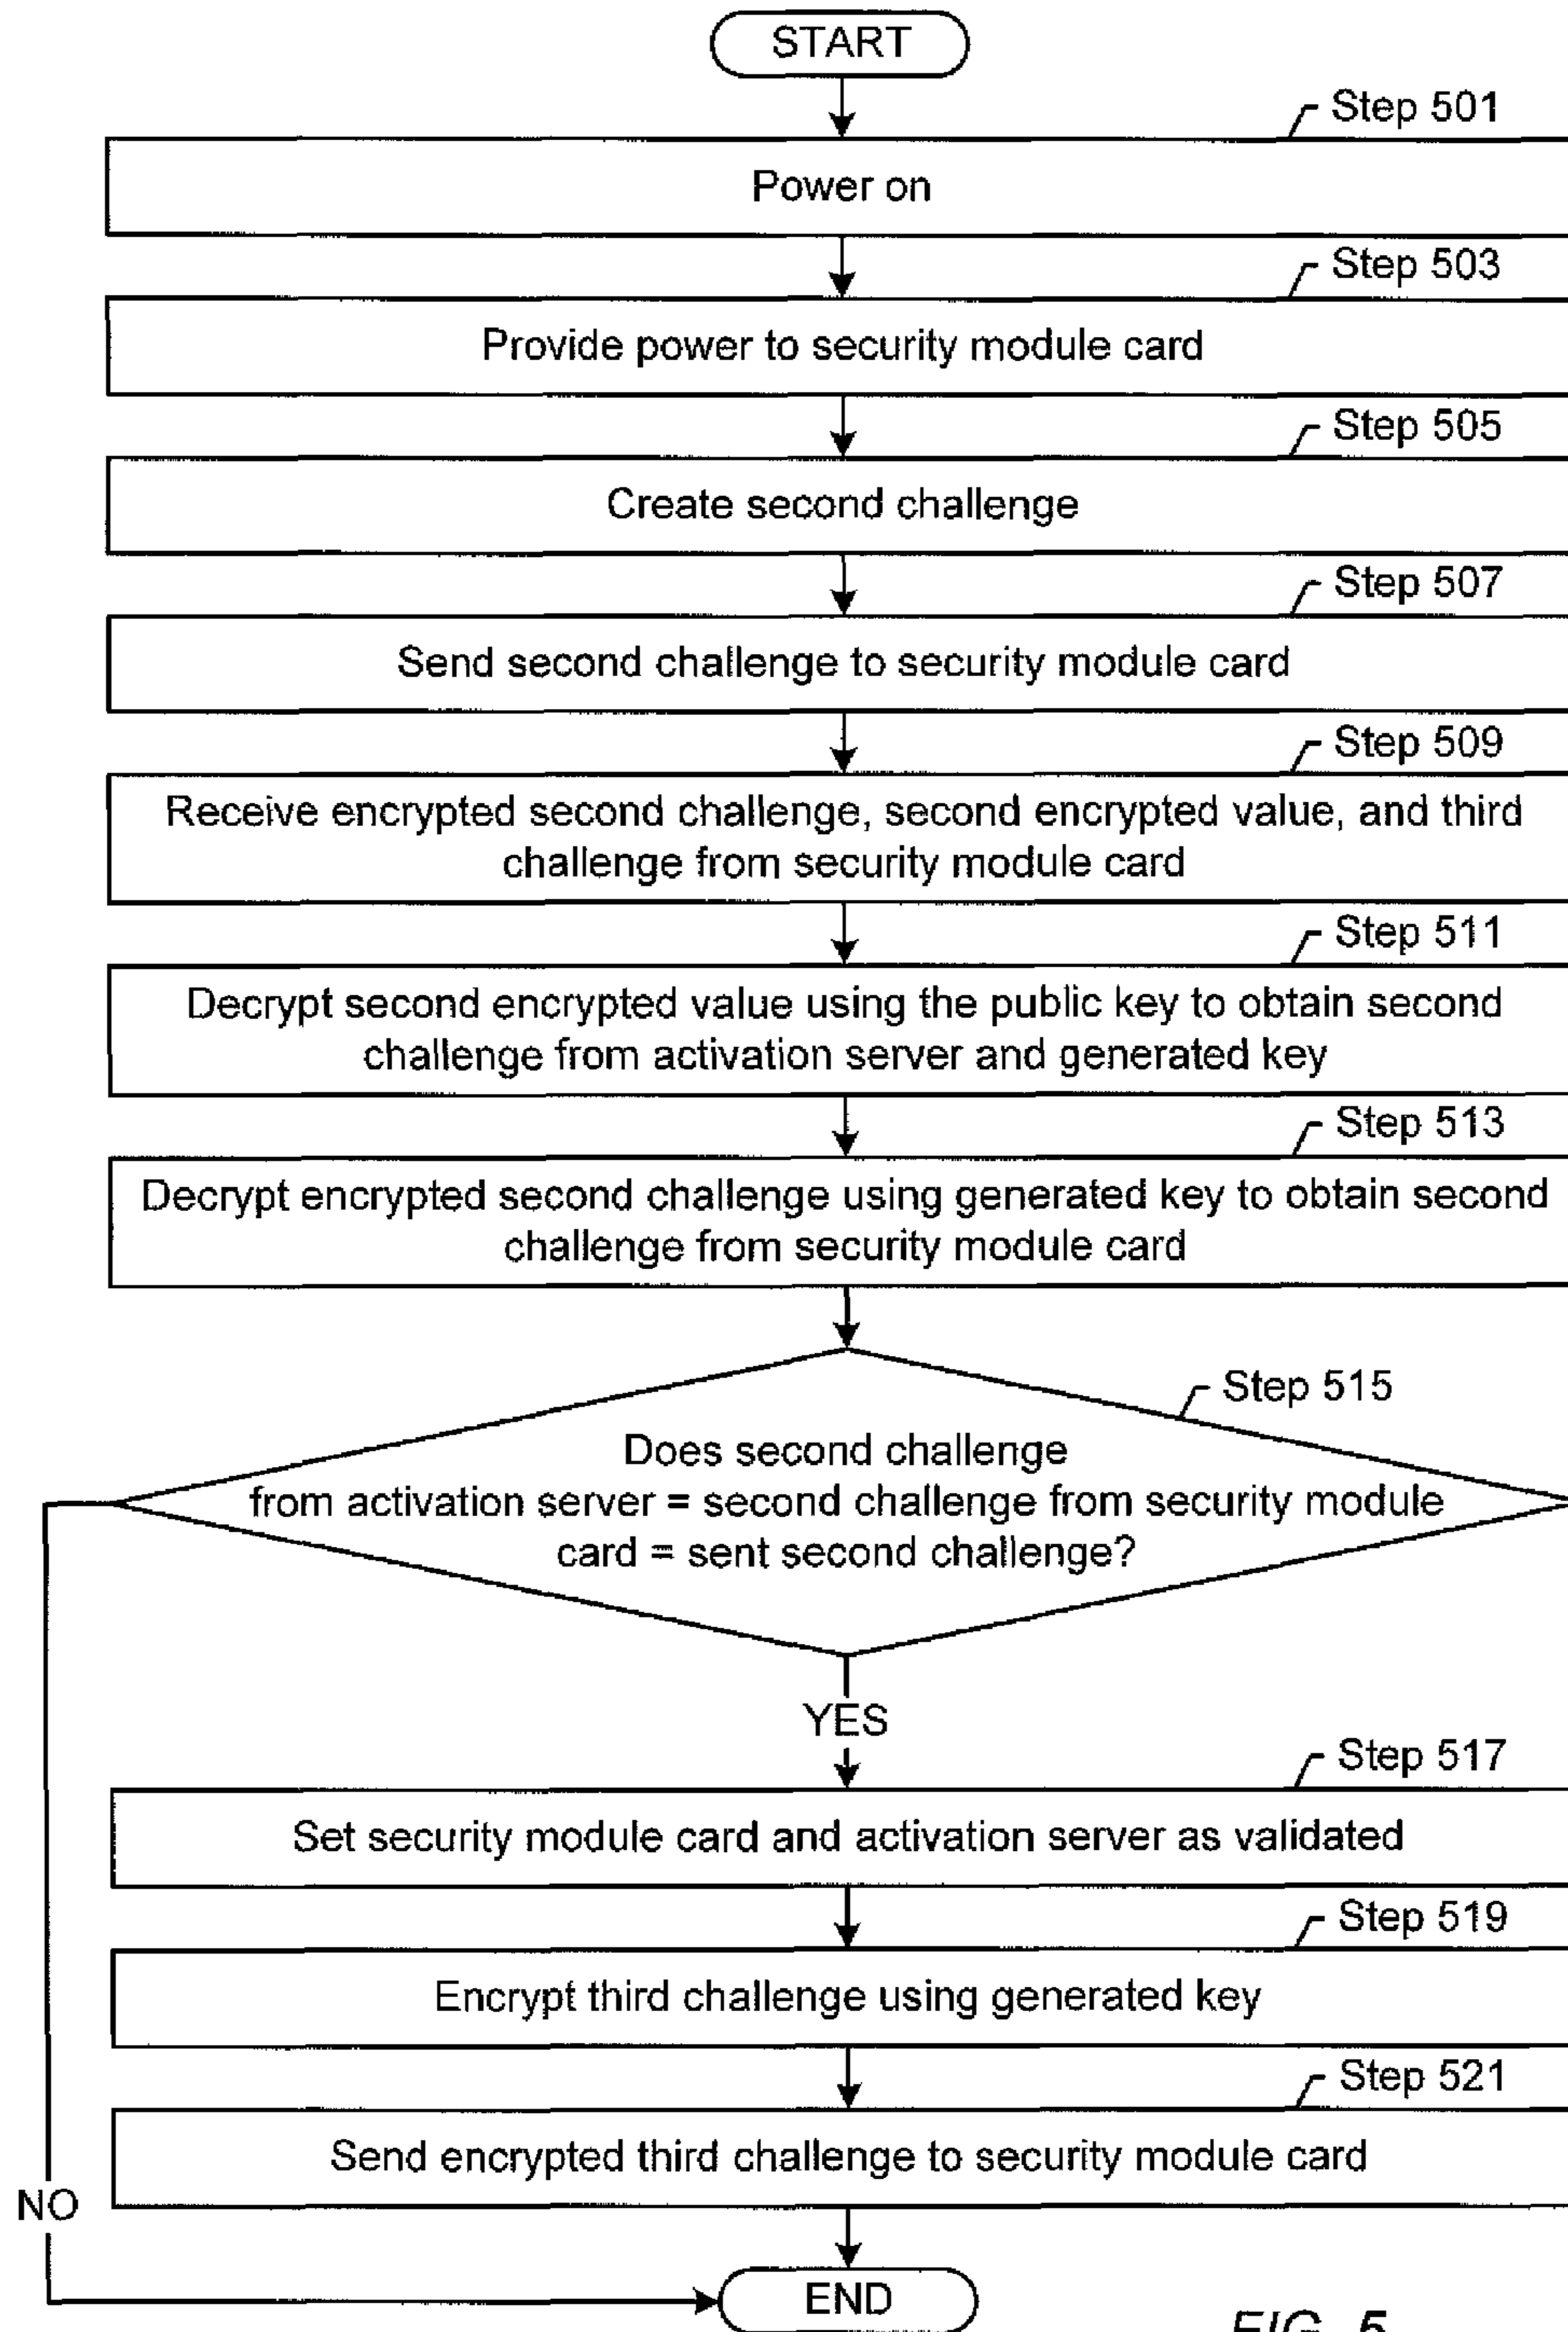 START
Step 501
Power on
Step 503
Provide power to security module card
Step 505
Create second challenge
Step 507
Send second challenge to security module card
Step 509
Receive encrypted second challenge, second encrypted value, and third
challenge from security module card
Step 511
Decrypt second encrypted value using the public key to obtain second
challenge from activation server and generated key
Step 513
Decrypt encrypted second challenge using generated key to obtain second
challenge from security module card
Step 515
Does second challenge
from activation server = second challenge from security module
card = sent second challenge?
YES
Step 517
Set security module card and activation server as validated
Step 519
Encrypt third challenge using generated key
Step 521
Send encrypted third challenge to security module card
NO
END
FIG. 5